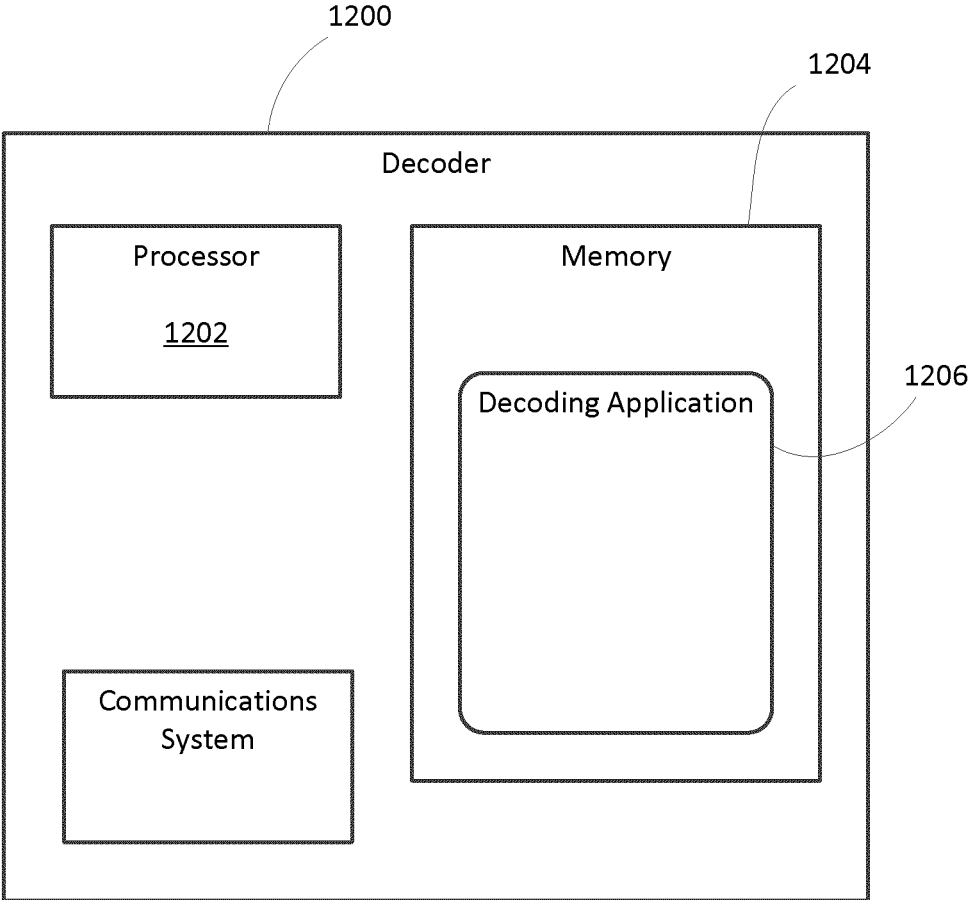 1200
1204
Decoder
Processor
Memory
1202
1206
Decoding Application
Communications
System